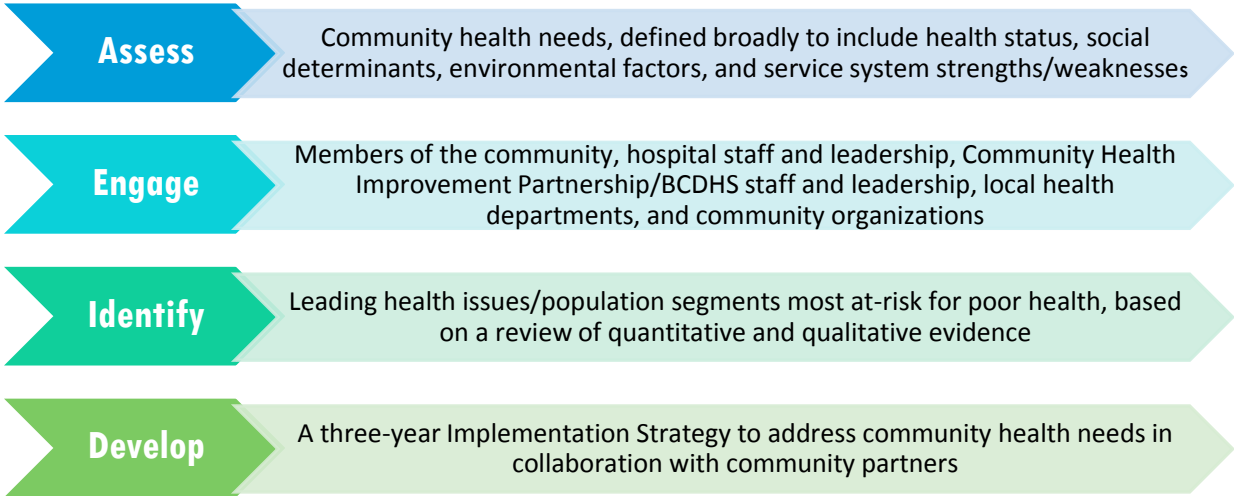 Assess
Community health needs, defined broadly to include health status, social
determinants, environmental factors, and service system strengths/weaknesses
Engage
Members of the community, hospital staff and leadership, Community Health
Improvement Partnership/BCDHS staff and leadership, local health
departments, and community organizations
Identify
Leading health issues/population segments most at-risk for poor health, based
on a review of quantitative and qualitative evidence
Develop
A three-year Implementation Strategy to address community health needs in
collaboration with community partners